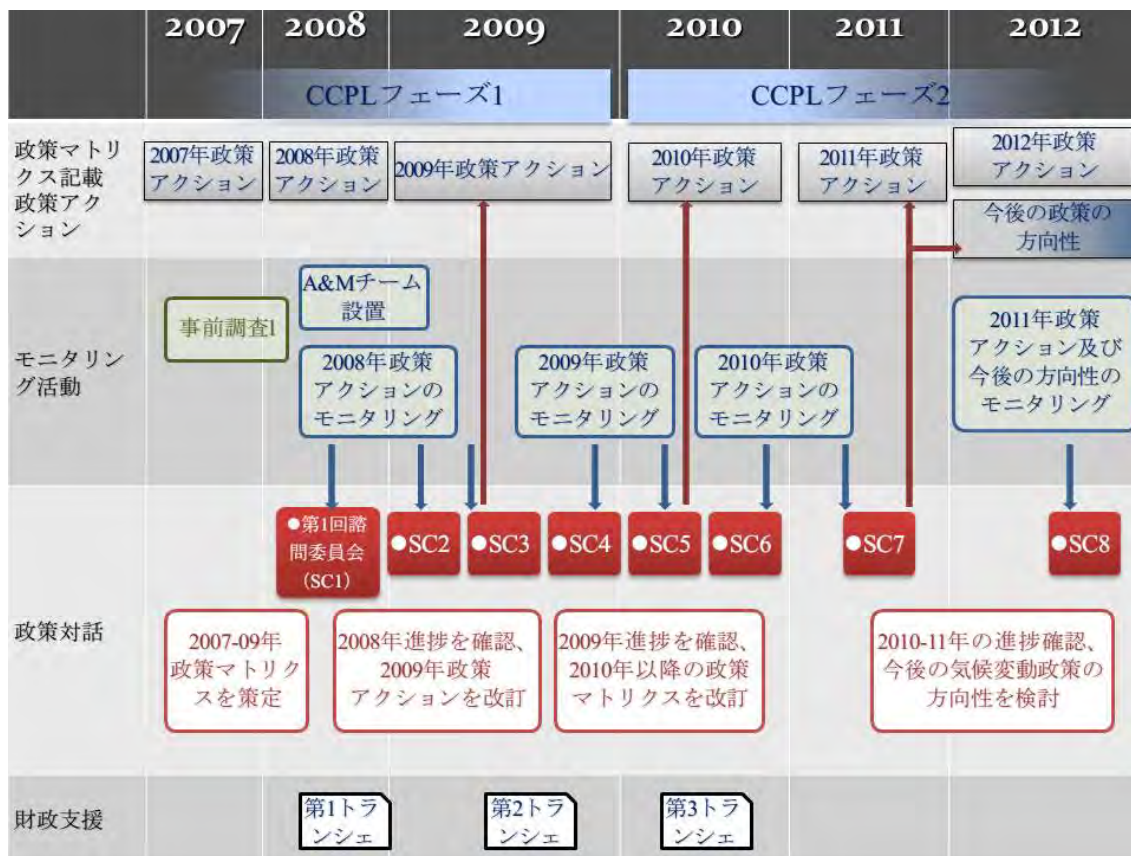 2007
2008
2009
2010
2011
2012
CCPLフェーズ1
CCPLフェーズ2
政策マトリ
クス記載
政策アク
ション
2007年政策
アクション
2008年政策
アクション
2009年政策アクション
2010年政策
アクション
2011年政策
アクション
2012年政策
アクション
今後の政策の
方向性
モニタリン
グ活動
事前調査1
A&Mチーム
設置
2008年政策
アクションの
モニタリング
2009年政策
アクションの
モニタリング
2010年政策
アクションの
モニタリング
2011年政策
アクション及び
今後の方向性の
モニタリング
政策対話
●第1回諮
問委員会
（SC1）
●SC2
●SC3
●SC4
●SC5
●SC6
●SC7
●SC8
2007-09年
政策マトリク
スを策定
2008年進捗を確認、
2009年政策
アクションを改訂
2009年進捗を確認、
2010年以降の政策
マトリクスを改訂
2010-11年の進捗確認、
今後の気候変動政策の
方向性を検討
財政支援
第1トラ
ンシェ
第2トラ
ンシェ
第3トラ
ンシェ